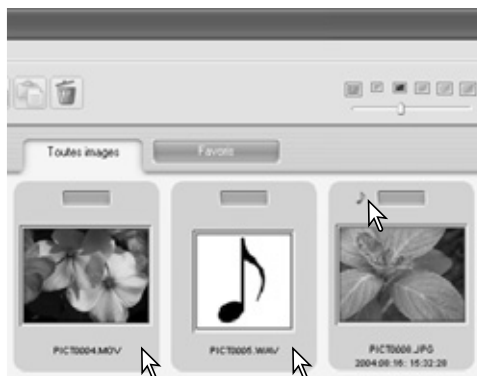 Toutes images
Favoris
PICT0004.MOV
PICT0005.WAV
PICT0006.JPG
2004:08:16: 15:32:28